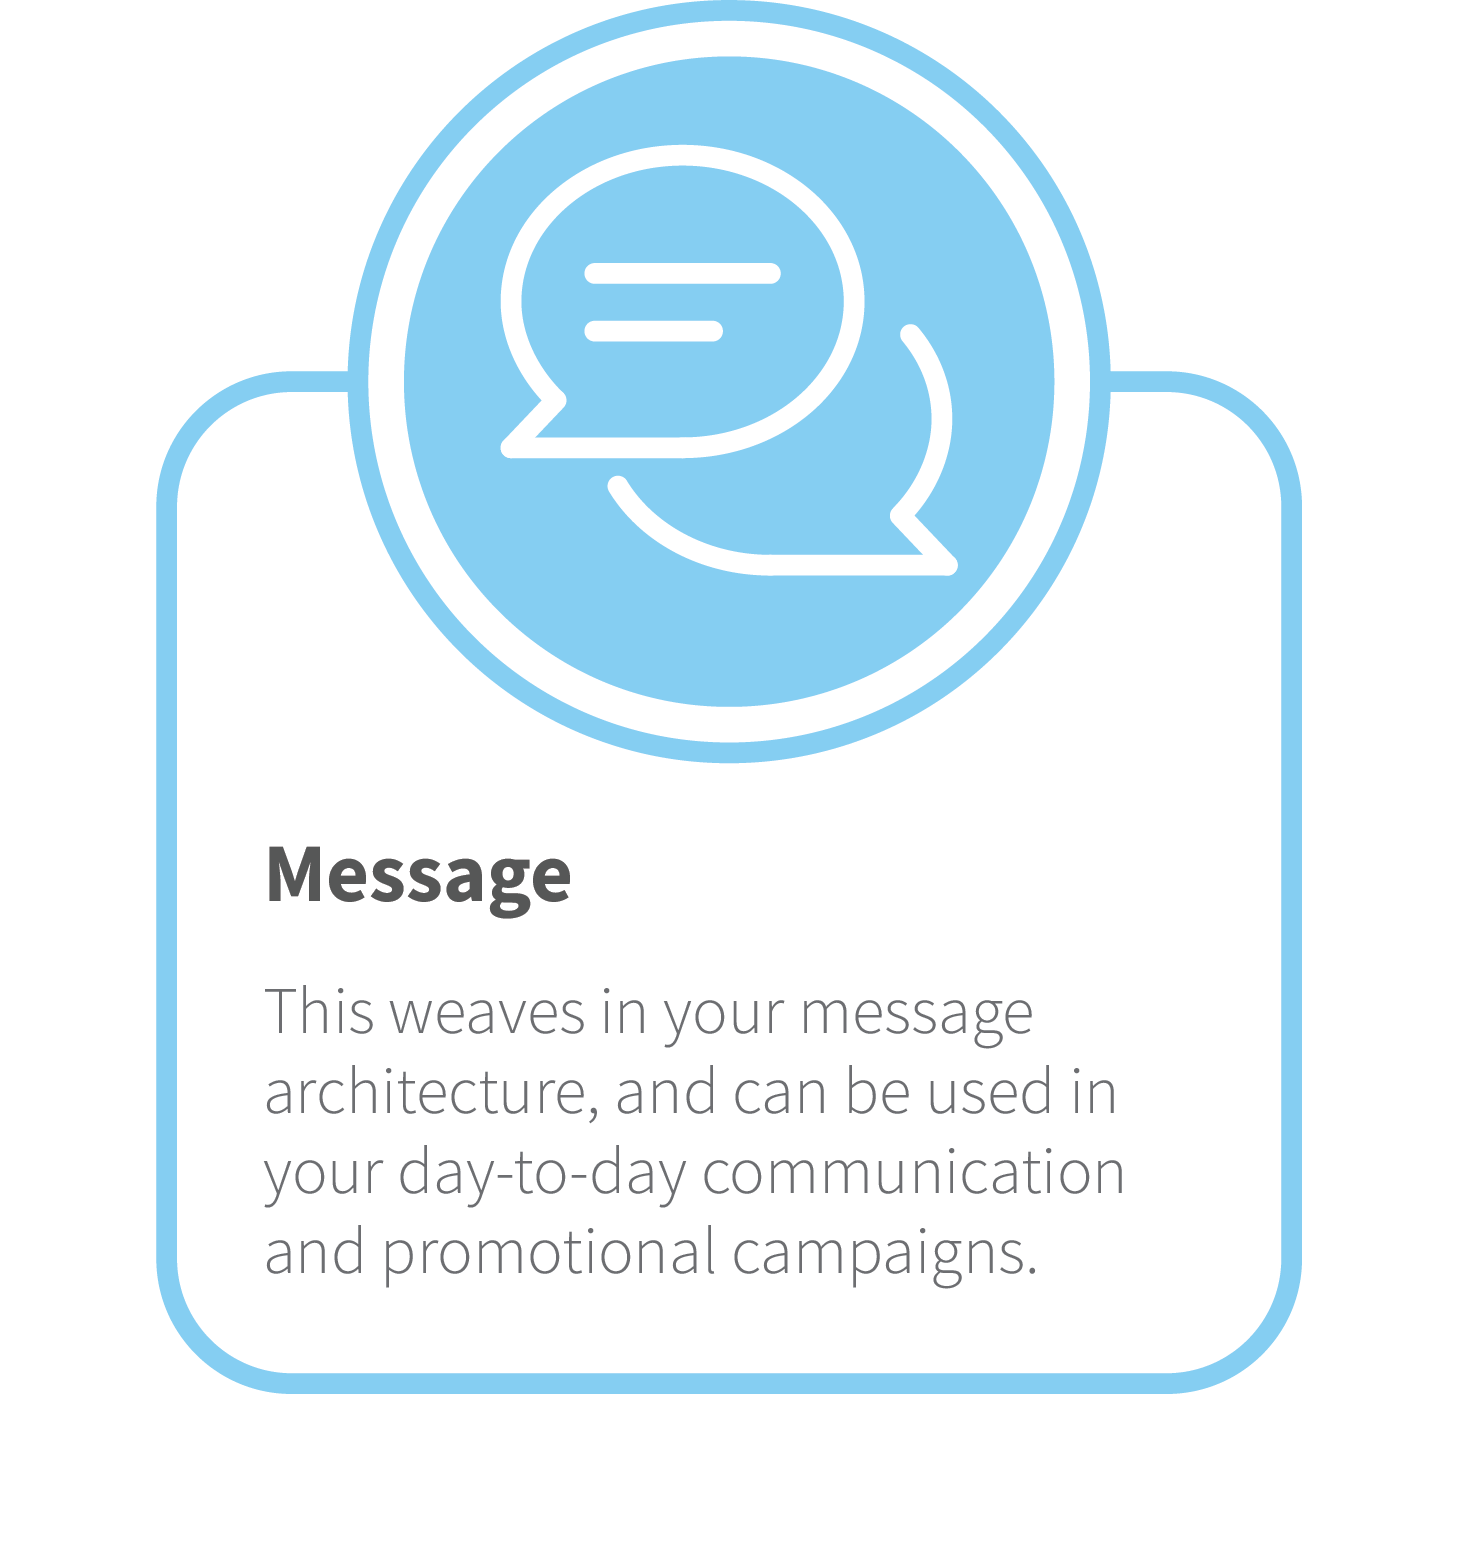 Message
This weaves in your message
architecture, and can be used in
your day-to-day communication
and promotional campaigns.